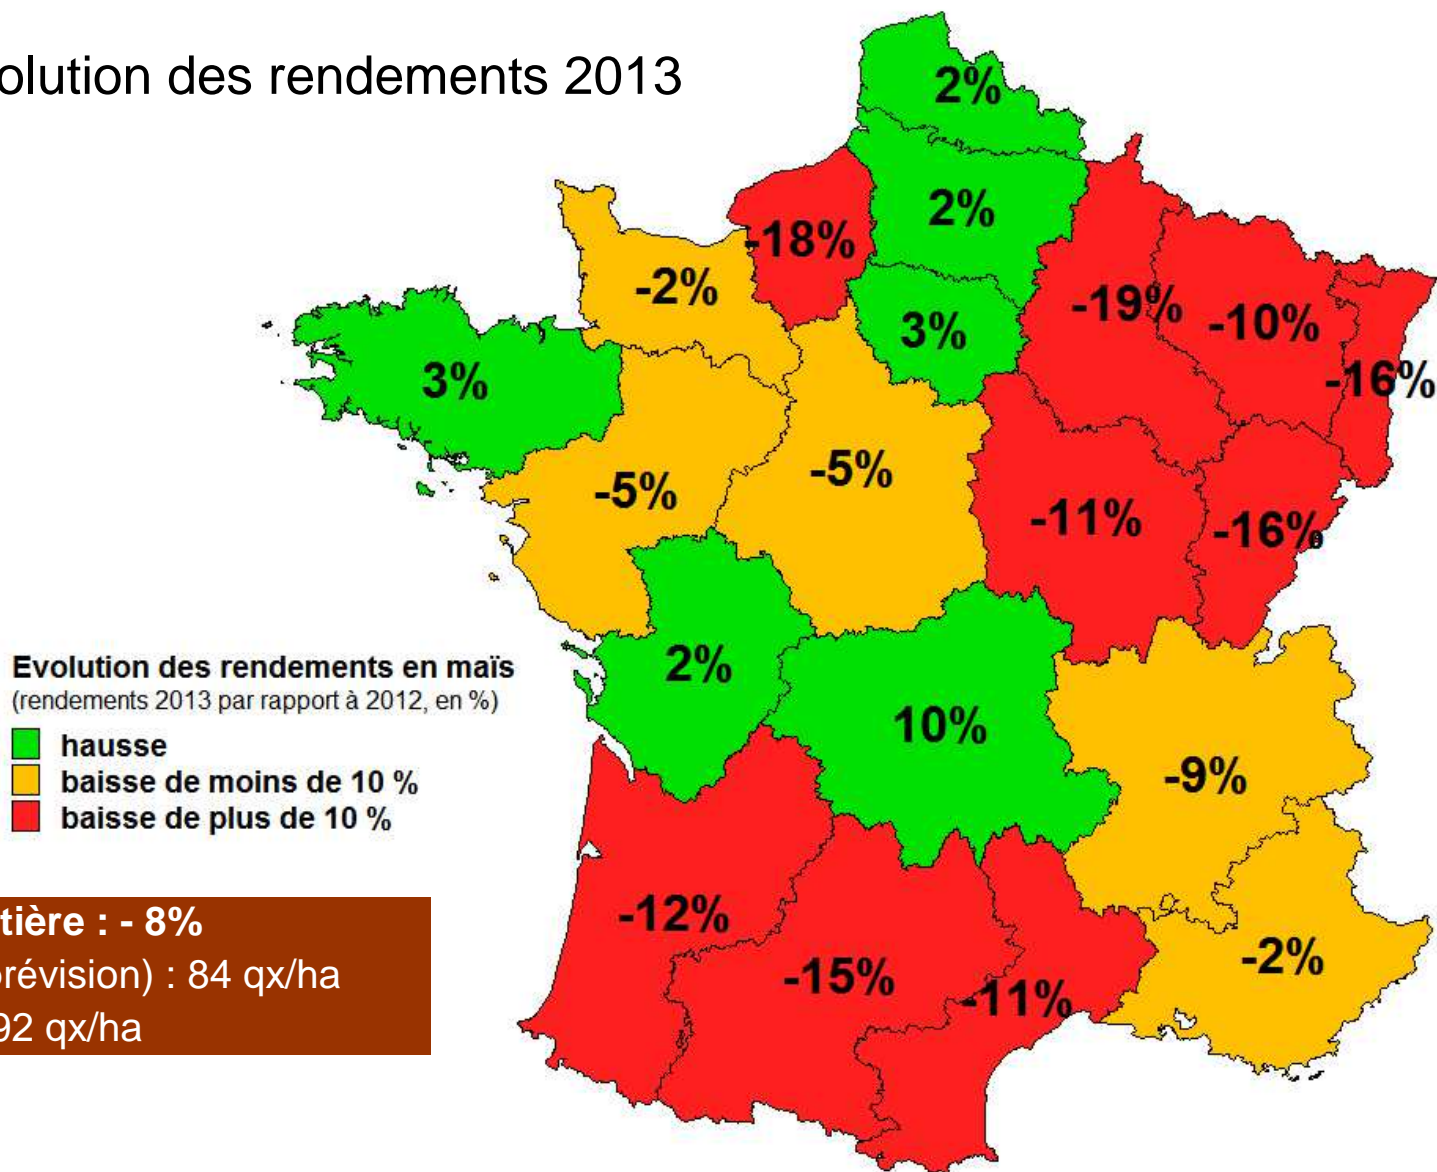 olution des rendements 2013
2%
2%
-18%
-2%
-19%
-10%
3%
-16%
3%
-5%
-5%
-11%
-16%
2%
10%
-9%
-12%
-15%
-11%
-2%
Evolution des rendements en maïs
(rendements 2013 par rapport à 2012, en %)
hausse
baisse de moins de 10 %
baisse de plus de 10 %
tière : - 8%
prévision) : 84 qx/ha
92 qx/ha